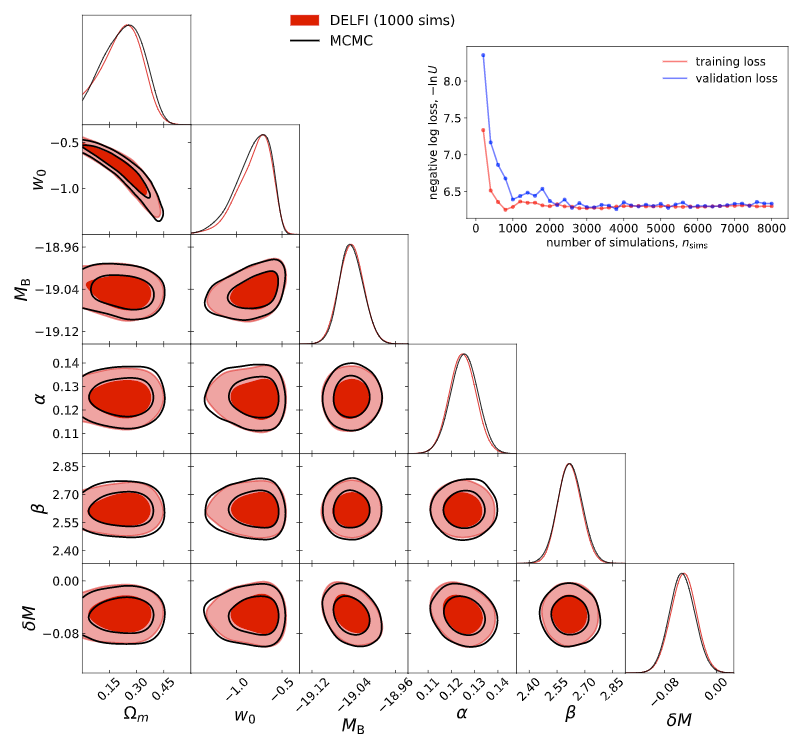 DELFI (1000 sims)
MCMC
training loss
validation loss
negative log loss, −ln U
8.0
7.5
7.0
6.5
0 1000 2000 3000 4000 5000 6000 7000 8000
number of simulations, n_sims
w₀
−0.5
−1.0
M_B
−18.96
−19.04
−19.12
α
0.14
0.13
0.12
0.11
β
2.85
2.70
2.55
2.40
δM
0.00
−0.08
0.15 0.30 0.45
−1.0 −0.5
−19.12 −19.04 −18.96
0.11 0.12 0.13 0.14
2.40 2.55 2.70 2.85
−0.08 0.00
Ω_m w₀ M_B α β δM